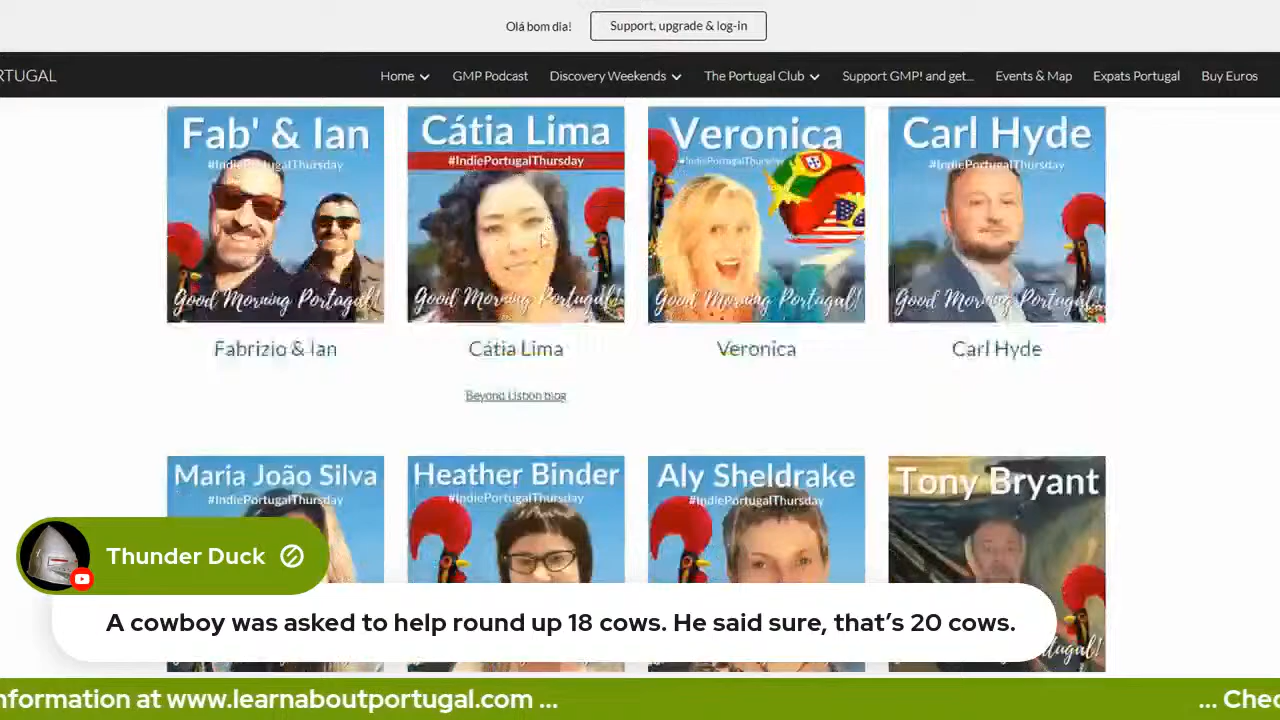 Olá bom dia!
Support, upgrade & log-in
RTUGAL
Home
GMP Podcast
Discovery Weekends
The Portugal Club
Support GMP! and get...
Events & Map
Expats Portugal
Buy Euros
Fab' & Ian
#IndiePortugalThursday
Good Morning Portugal!
Fabrizio & Ian
Cátia Lima
#IndiePortugalThursday
Good Morning Portugal!
Cátia Lima
Beyond Lisbon blog
Veronica
#IndiePortugalThursday
Good Morning Portugal!
Veronica
Carl Hyde
#IndiePortugalThursday
Good Morning Portugal!
Carl Hyde
Maria João Silva
#IndiePortugalThursday
Heather Binder
#IndiePortugalThursday
Aly Sheldrake
#IndiePortugalThursday
Tony Bryant
Thunder Duck
A cowboy was asked to help round up 18 cows. He said sure, that’s 20 cows.
nformation at www.learnaboutportugal.com ...
... Chec